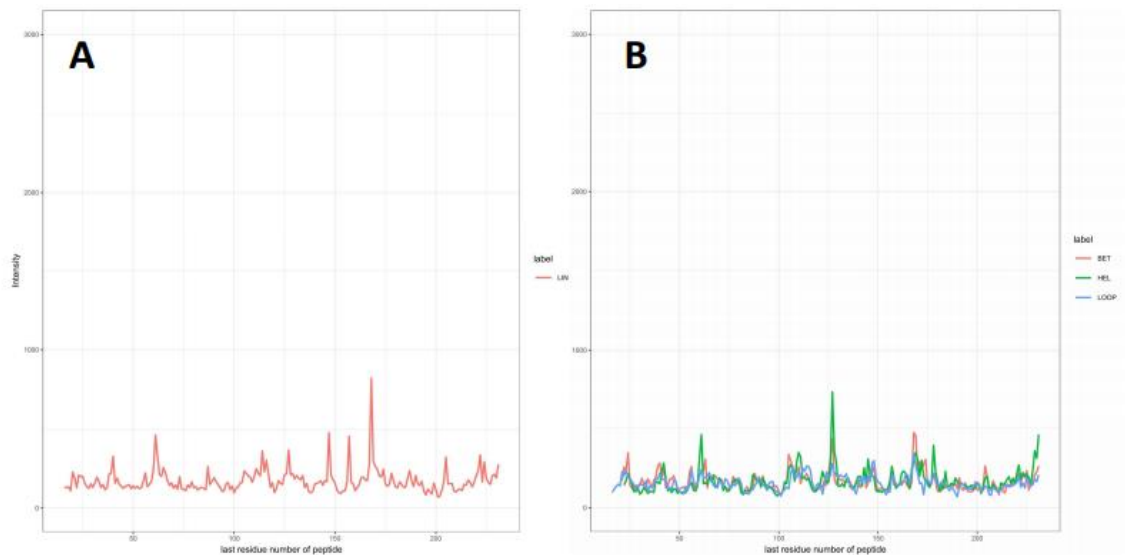 A
3000
2000
1000
0
Intensity
50
100
150
200
last residue number of peptide
label
LIN
B
3000
2000
1000
0
50
100
150
200
last residue number of peptide
label
BET
HEL
LOOP